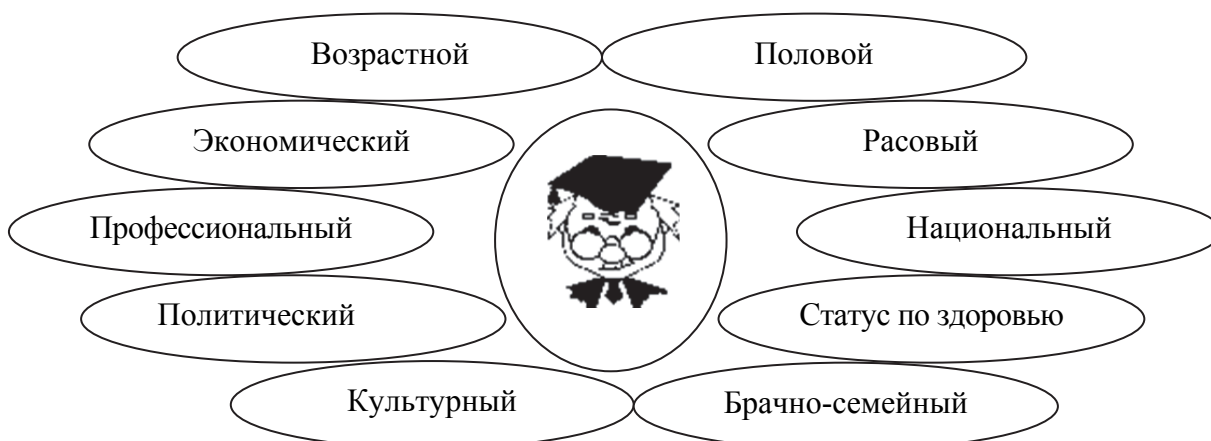 Возрастной
Половой
Экономический
Расовый
Профессиональный
Национальный
Политический
Статус по здоровью
Культурный
Брачно-семейный